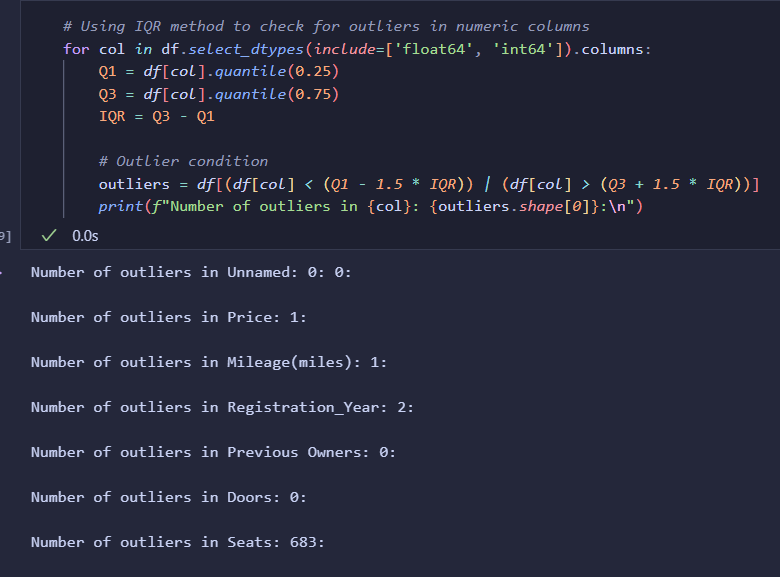 # Using IQR method to check for outliers in numeric columns
for col in df.select_dtypes(include=['float64', 'int64']).columns:
    Q1 = df[col].quantile(0.25)
    Q3 = df[col].quantile(0.75)
    IQR = Q3 - Q1

    # Outlier condition
    outliers = df[(df[col] < (Q1 - 1.5 * IQR)) | (df[col] > (Q3 + 1.5 * IQR))]
    print(f"Number of outliers in {col}: {outliers.shape[0]}:\n")
9] ✓ 0.0s
Number of outliers in Unnamed: 0: 0:
Number of outliers in Price: 1:
Number of outliers in Mileage(miles): 1:
Number of outliers in Registration_Year: 2:
Number of outliers in Previous Owners: 0:
Number of outliers in Doors: 0:
Number of outliers in Seats: 683: